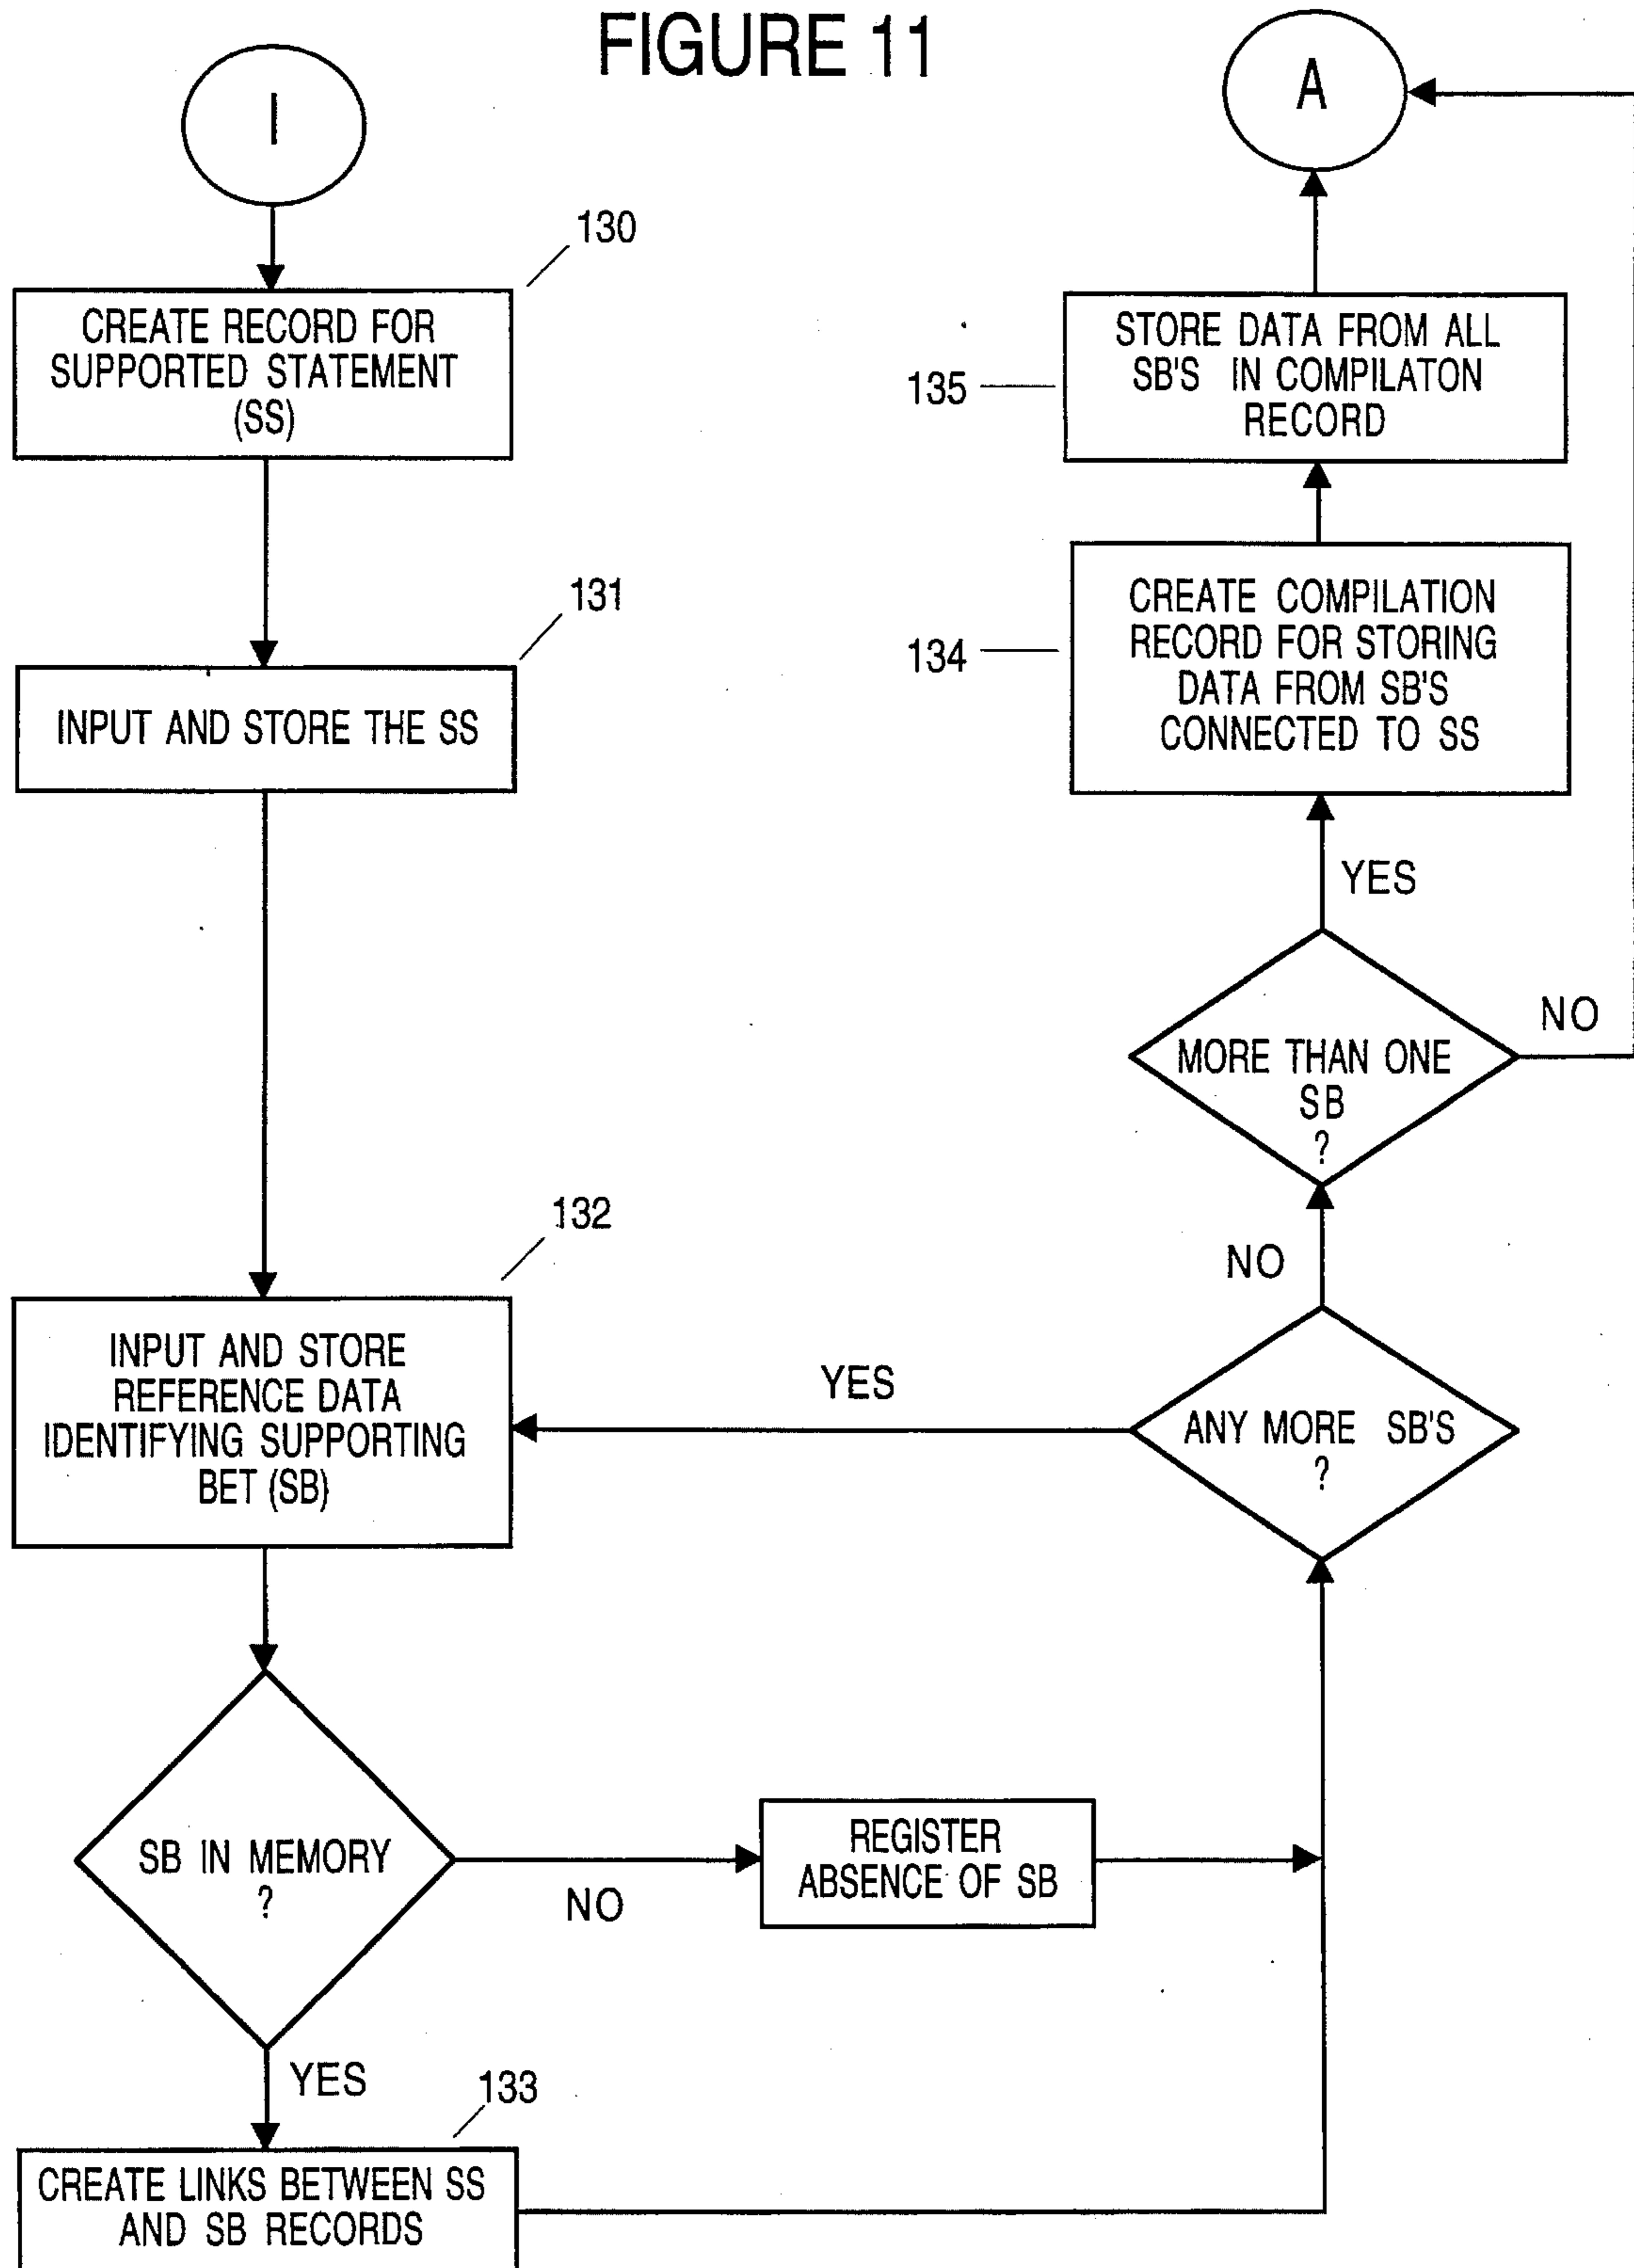 FIGURE 11
I
130
CREATE RECORD FOR
SUPPORTED STATEMENT
(SS)
131
INPUT AND STORE THE SS
132
INPUT AND STORE
REFERENCE DATA
IDENTIFYING SUPPORTING
BET (SB)
SB IN MEMORY
?
NO
REGISTER
ABSENCE OF SB
YES
133
CREATE LINKS BETWEEN SS
AND SB RECORDS
ANY MORE SB'S
?
YES
NO
MORE THAN ONE
SB
?
NO
YES
134
CREATE COMPILATION
RECORD FOR STORING
DATA FROM SB'S
CONNECTED TO SS
135
STORE DATA FROM ALL
SB'S IN COMPILATON
RECORD
A